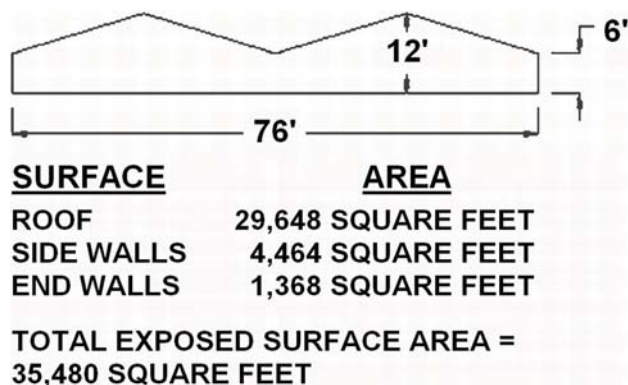 6'
12'
76'
SURFACE AREA
ROOF 29,648 SQUARE FEET
SIDE WALLS 4,464 SQUARE FEET
END WALLS 1,368 SQUARE FEET
TOTAL EXPOSED SURFACE AREA =
35,480 SQUARE FEET